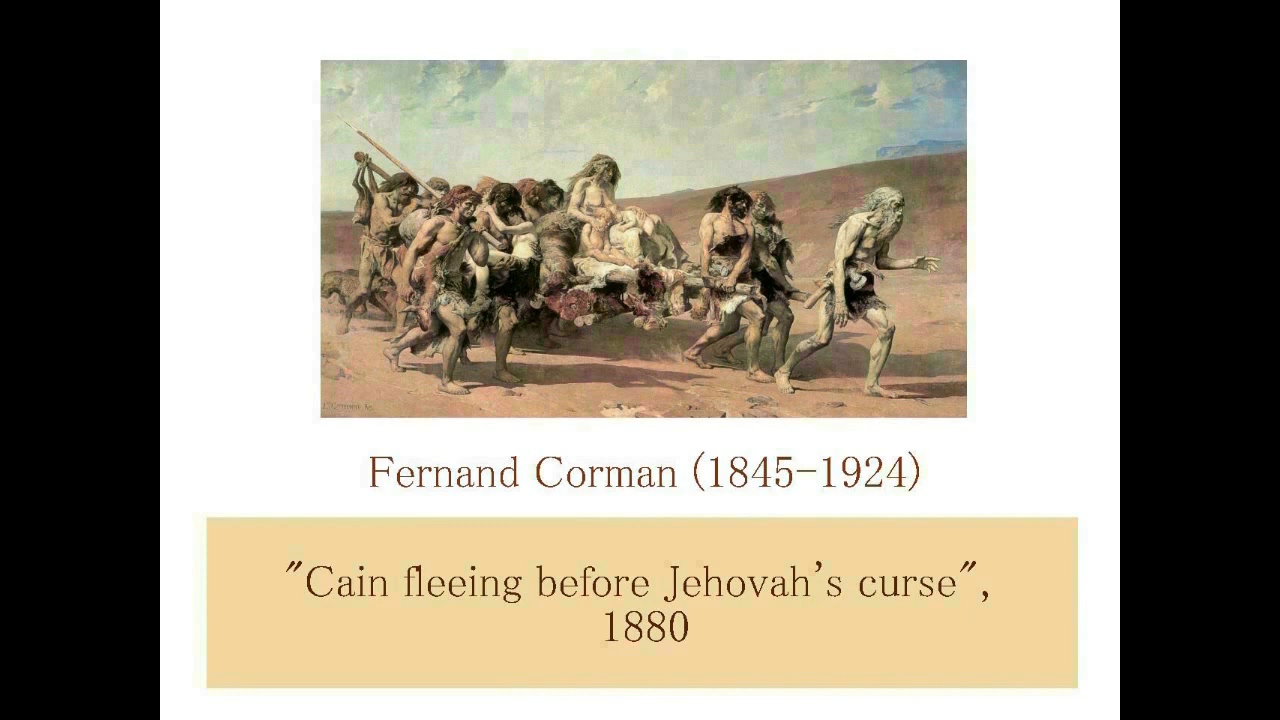 Fernand Corman (1845-1924)
"Cain fleeing before Jehovah's curse",
1880